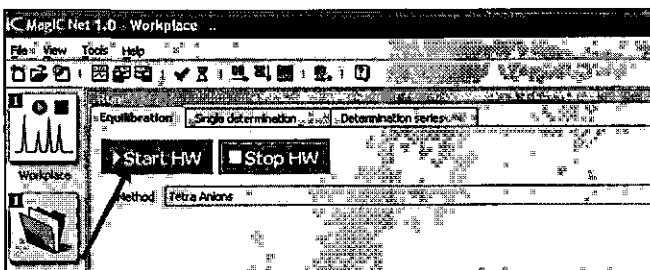 iC MagIC Net 1.0 - Workplace ...
File View Tools Help
Equilibration Single determination Determination series
Start HW Stop HW
Workplace
Method Tetra Anions